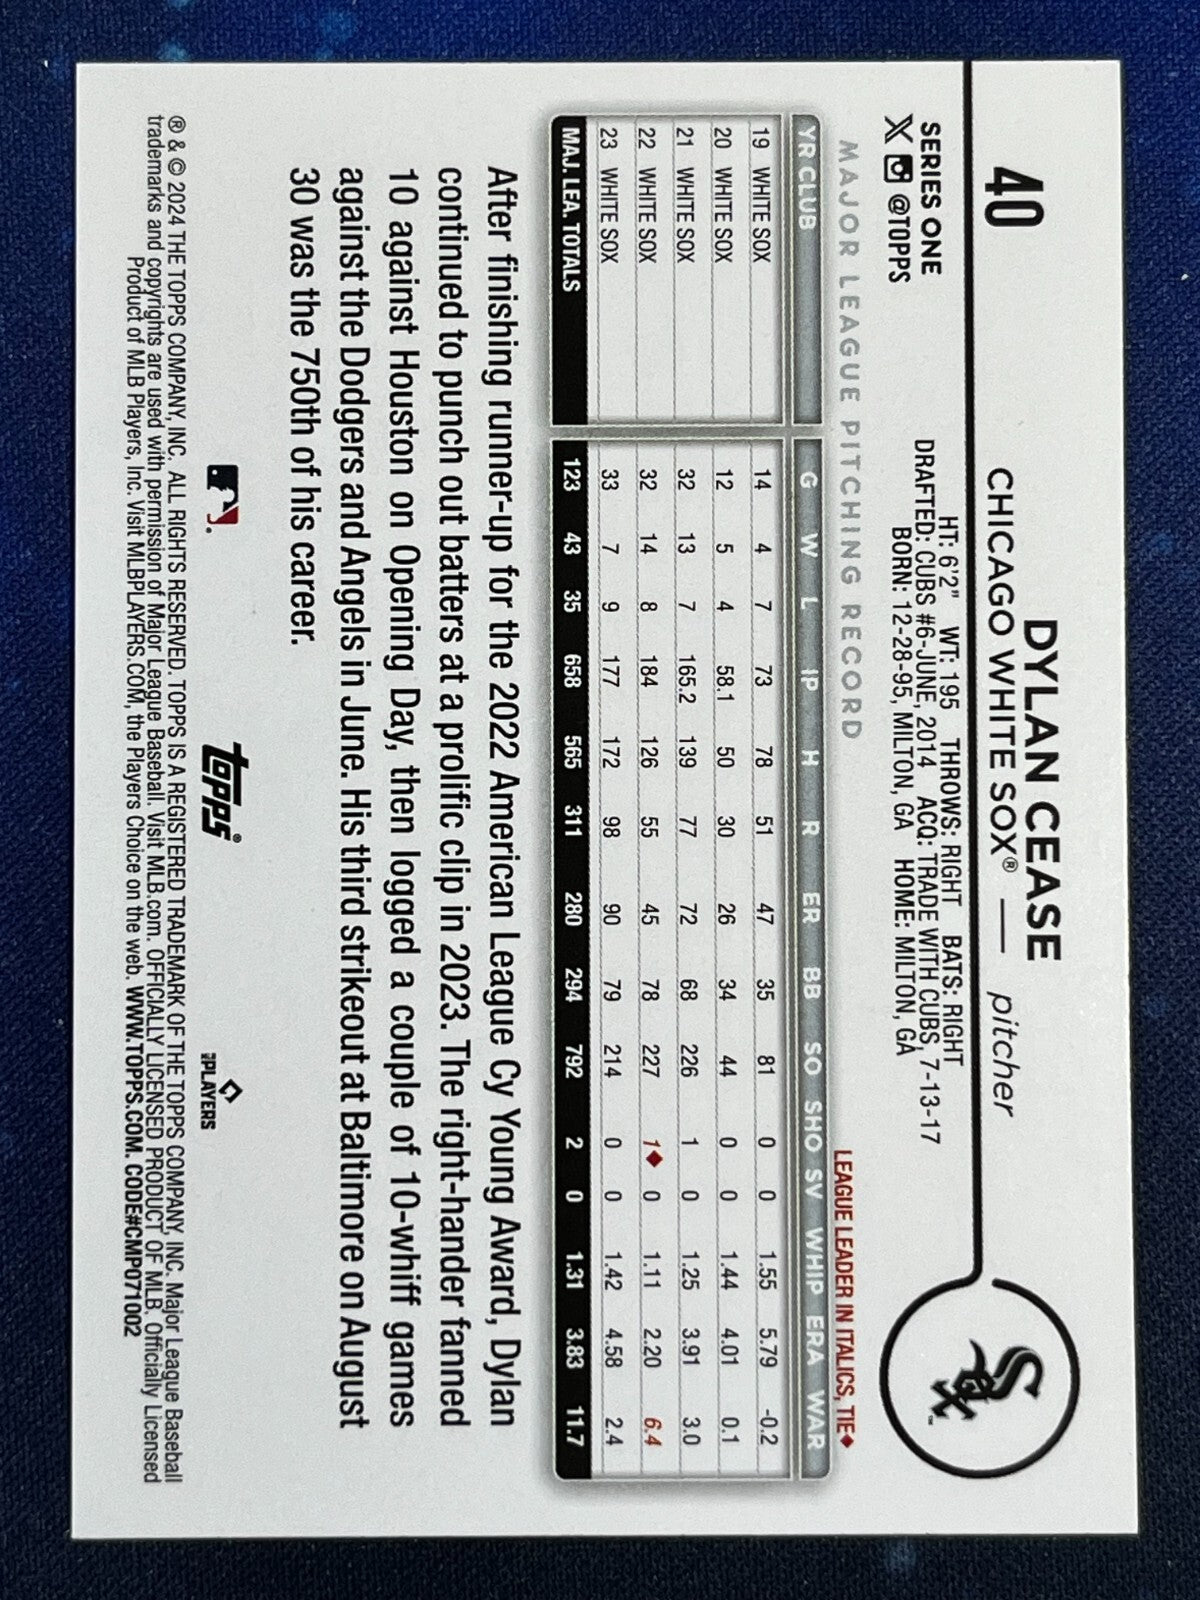 40
DYLAN CEASE
CHICAGO WHITE SOX® — pitcher
Sox
SERIES ONE
X @TOPPS
HT: 6'2" WT: 195 THROWS: RIGHT BATS: RIGHT
DRAFTED: CUBS #6-JUNE, 2014 ACQ: TRADE WITH CUBS, 7-13-17
BORN: 12-28-95, MILTON, GA HOME: MILTON, GA
MAJOR LEAGUE PITCHING RECORD
LEAGUE LEADER IN ITALICS, TIE♦
YR CLUB G W L IP H R ER BB SO SHO SV WHIP ERA WAR
19 WHITE SOX 14 4 7 73 78 51 47 35 81 0 0 1.55 5.79 -0.2
20 WHITE SOX 12 5 4 58.1 50 30 26 34 44 0 0 1.44 4.01 0.1
21 WHITE SOX 32 13 7 165.2 139 77 72 68 226 1 0 1.25 3.91 3.0
22 WHITE SOX 32 14 8 184 126 55 45 78 227 1♦ 0 1.11 2.20 6.4
23 WHITE SOX 33 7 9 177 172 98 90 79 214 0 0 1.42 4.58 2.4
MAJ. LEA. TOTALS 123 43 35 658 565 311 280 294 792 2 0 1.31 3.83 11.7
After finishing runner-up for the 2022 American League Cy Young Award, Dylan
continued to punch out batters at a prolific clip in 2023. The right-hander fanned
10 against Houston on Opening Day, then logged a couple of 10-whiff games
against the Dodgers and Angels in June. His third strikeout at Baltimore on August
30 was the 750th of his career.
topps®
PLAYERS
® & © 2024 THE TOPPS COMPANY, INC. ALL RIGHTS RESERVED. TOPPS IS A REGISTERED TRADEMARK OF THE TOPPS COMPANY, INC. Major League Baseball
trademarks and copyrights are used with permission of Major League Baseball. Visit MLB.com. OFFICIALLY LICENSED PRODUCT OF MLB. Officially Licensed
Product of MLB Players, Inc. Visit MLBPLAYERS.COM, the Players Choice on the web. WWW.TOPPS.COM. CODE#CMP071002